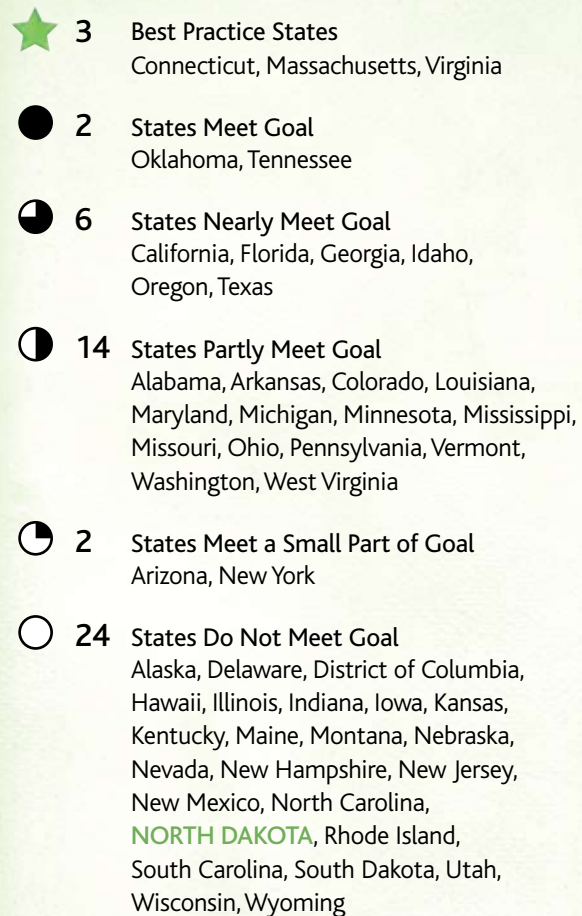 3 Best Practice States
Connecticut, Massachusetts, Virginia
2 States Meet Goal
Oklahoma, Tennessee
6 States Nearly Meet Goal
California, Florida, Georgia, Idaho,
Oregon, Texas
14 States Partly Meet Goal
Alabama, Arkansas, Colorado, Louisiana,
Maryland, Michigan, Minnesota, Mississippi,
Missouri, Ohio, Pennsylvania, Vermont,
Washington, West Virginia
2 States Meet a Small Part of Goal
Arizona, New York
24 States Do Not Meet Goal
Alaska, Delaware, District of Columbia,
Hawaii, Illinois, Indiana, Iowa, Kansas,
Kentucky, Maine, Montana, Nebraska,
Nevada, New Hampshire, New Jersey,
New Mexico, North Carolina,
NORTH DAKOTA, Rhode Island,
South Carolina, South Dakota, Utah,
Wisconsin, Wyoming